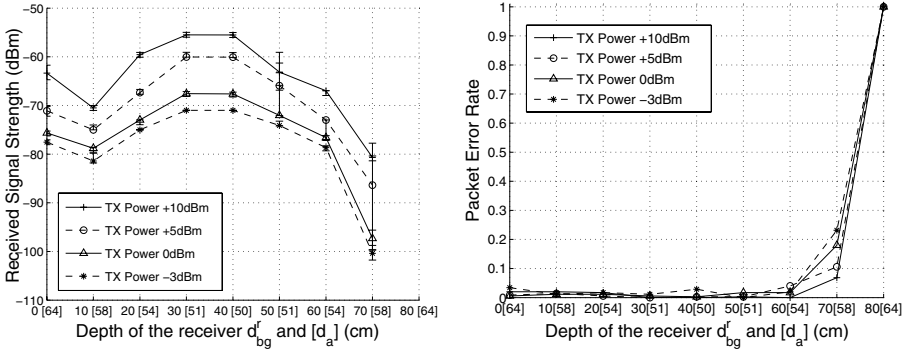 Received Signal Strength (dBm)
−50
−60
−70
−80
−90
−100
−110
TX Power +10dBm
TX Power +5dBm
TX Power 0dBm
TX Power −3dBm
0[64] 10[58] 20[54] 30[51] 40[50] 50[51] 60[54] 70[58] 80[64]
Depth of the receiver d^r_bg and [d_a] (cm)
Packet Error Rate
1
0.9
0.8
0.7
0.6
0.5
0.4
0.3
0.2
0.1
0
TX Power +10dBm
TX Power +5dBm
TX Power 0dBm
TX Power −3dBm
0[64] 10[58] 20[54] 30[51] 40[50] 50[51] 60[54] 70[58] 80[64]
Depth of the receiver d^r_bg and [d_a] (cm)